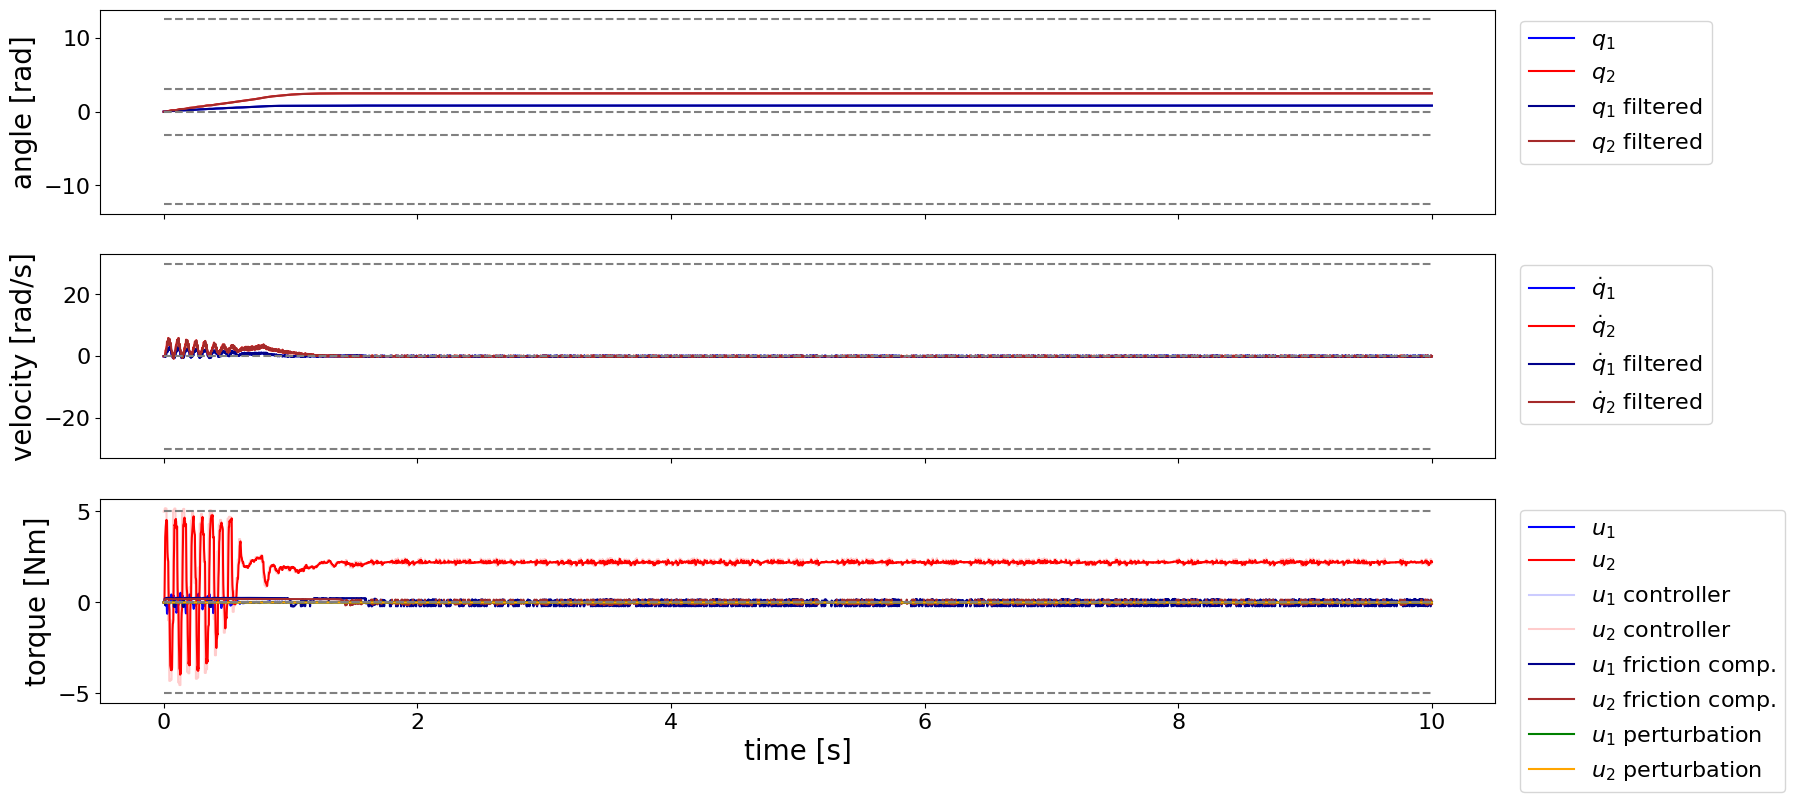 angle [rad]
10
0
−10
q₁
q₂
q₁ filtered
q₂ filtered
velocity [rad/s]
20
0
−20
q̇₁
q̇₂
q̇₁ filtered
q̇₂ filtered
torque [Nm]
5
0
−5
0 2 4 6 8 10
time [s]
u₁
u₂
u₁ controller
u₂ controller
u₁ friction comp.
u₂ friction comp.
u₁ perturbation
u₂ perturbation